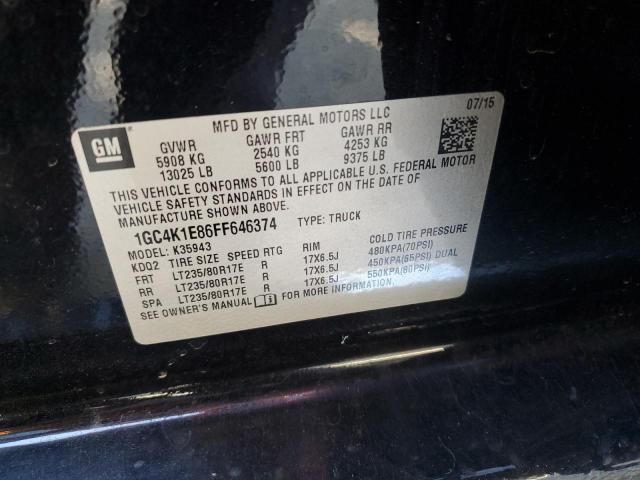 MFD BY GENERAL MOTORS LLC 07/15
GM
GVWR GAWR FRT GAWR RR
5908 KG 2540 KG 4253 KG
13025 LB 5600 LB 9375 LB
THIS VEHICLE CONFORMS TO ALL APPLICABLE U.S. FEDERAL MOTOR
VEHICLE SAFETY STANDARDS IN EFFECT ON THE DATE OF
MANUFACTURE SHOWN ABOVE.
1GC4K1E86FF646374 TYPE: TRUCK
MODEL: K35943
KDQ2 TIRE SIZE SPEED RTG RIM COLD TIRE PRESSURE
FRT LT235/80R17E R 17X6.5J 480KPA(70PSI)
RR LT235/80R17E R 17X6.5J 450KPA(65PSI) DUAL
SPA LT235/80R17E R 17X6.5J 550KPA(80PSI)
SEE OWNER'S MANUAL FOR MORE INFORMATION.